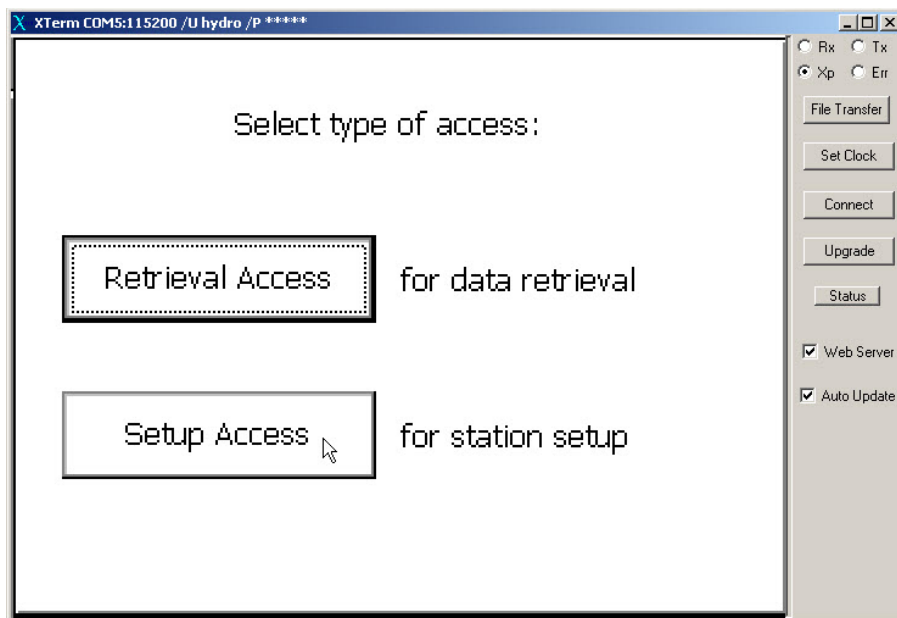 XTerm COM5:115200 /U hydro /P *****
Rx Tx
Xp Err
File Transfer
Set Clock
Connect
Upgrade
Status
Web Server
Auto Update
Select type of access:
Retrieval Access for data retrieval
Setup Access for station setup